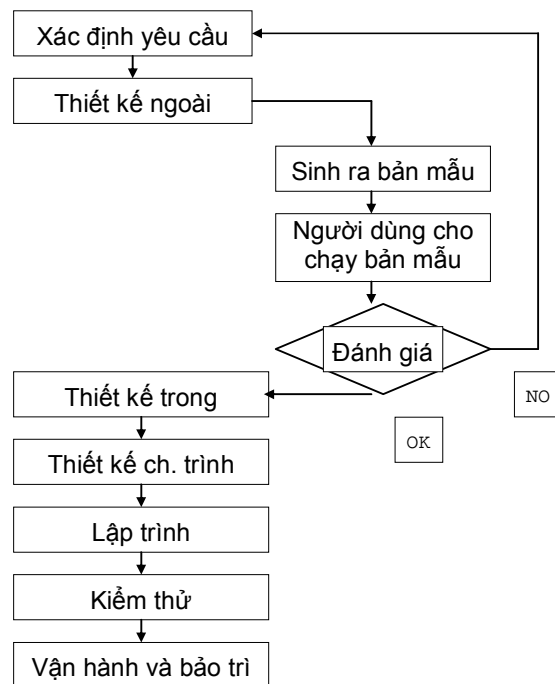 Xác định yêu cầu
Thiết kế ngoài
Sinh ra bản mẫu
Người dùng cho
chạy bản mẫu
Đánh giá
Thiết kế trong
NO
OK
Thiết kế ch. trình
Lập trình
Kiểm thử
Vận hành và bảo trì